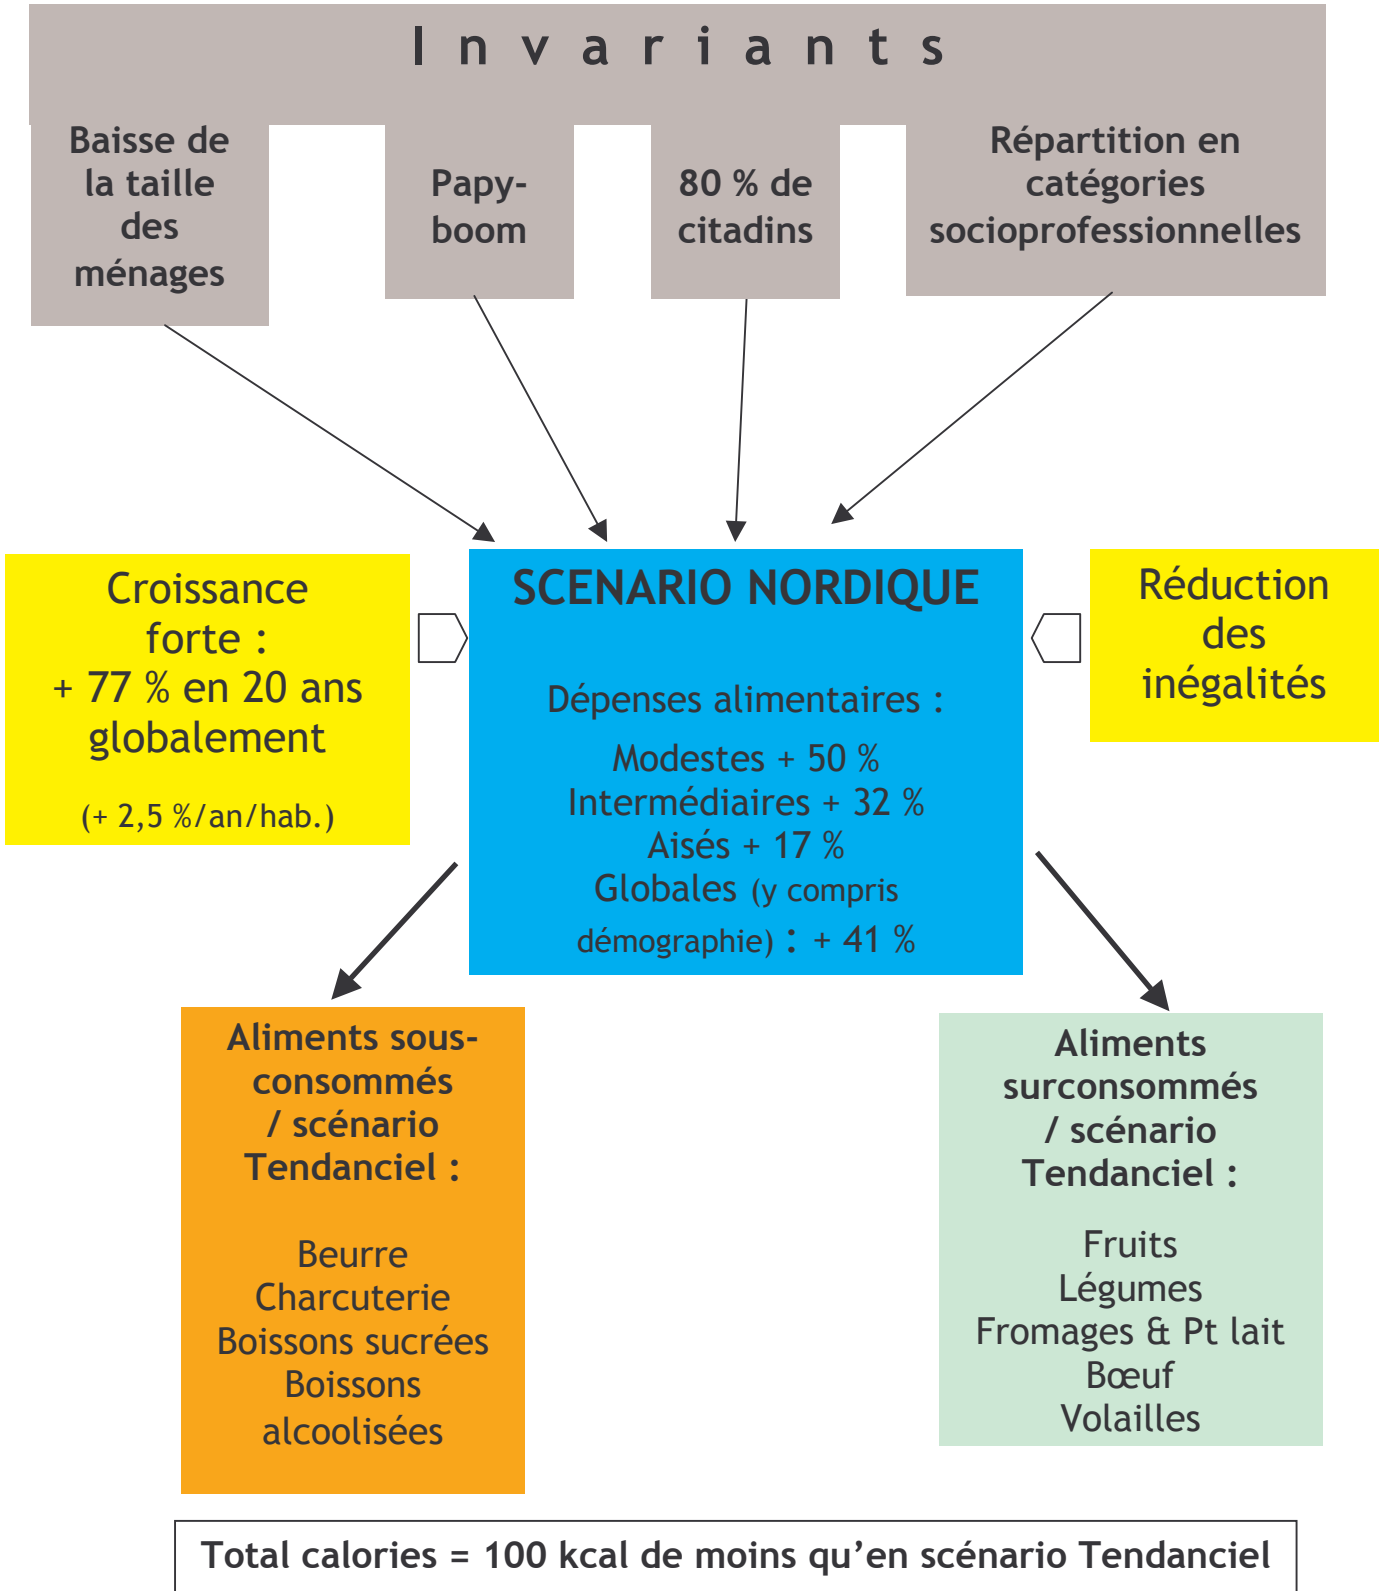 Invariants
Baisse de
la taille
des
ménages
Papy-
boom
80 % de
citadins
Répartition en
catégories
socioprofessionnelles
Croissance
forte :
+ 77 % en 20 ans
globalement
(+ 2,5 %/an/hab.)
SCENARIO NORDIQUE
Dépenses alimentaires :
Modestes + 50 %
Intermédiaires + 32 %
Aisés + 17 %
Globales (y compris
démographie) : + 41 %
Réduction
des
inégalités
Aliments sous-
consommés
/ scénario
Tendanciel :
Beurre
Charcuterie
Boissons sucrées
Boissons
alcoolisées
Aliments
surconsommés
/ scénario
Tendanciel :
Fruits
Légumes
Fromages & Pt lait
Bœuf
Volailles
Total calories = 100 kcal de moins qu’en scénario Tendanciel